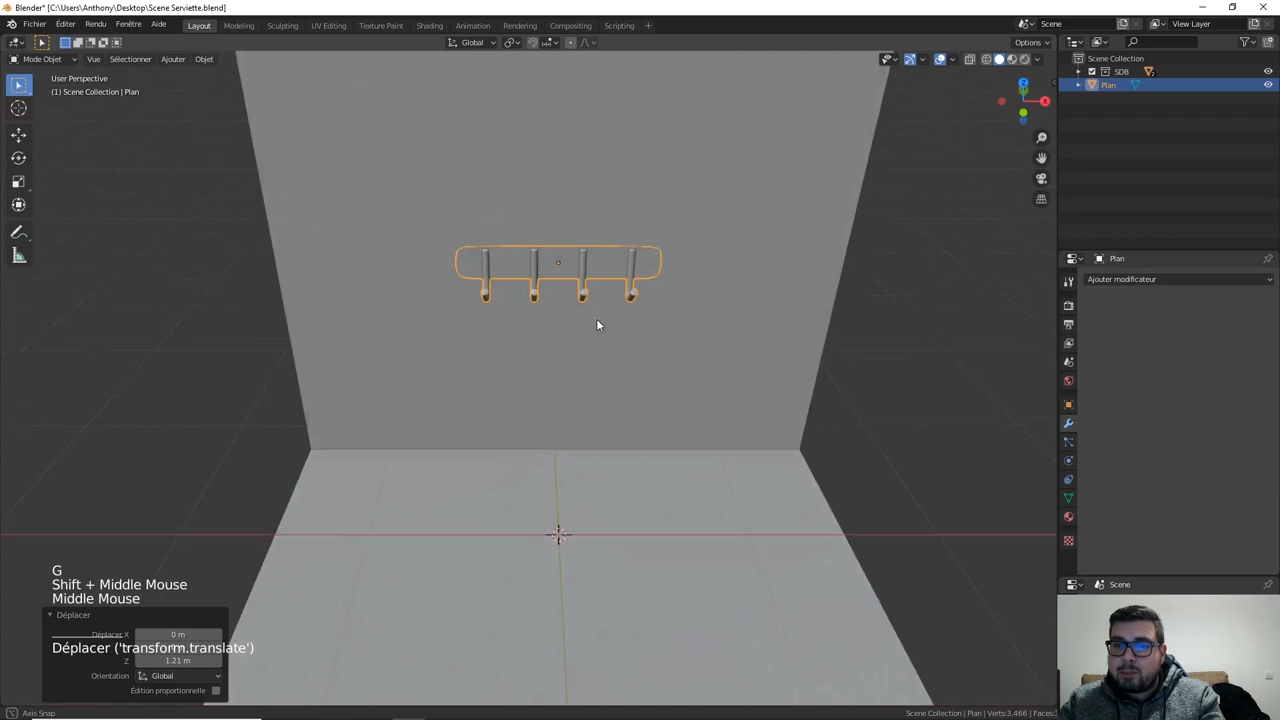 Blender* [C:\Users\Anthony\Desktop\Scene Serviette.blend]
Fichier Éditer Rendu Fenêtre Aide Layout Modeling Sculpting UV Editing Texture Paint Shading Animation Rendering Compositing Scripting + Scene View Layer
Global Options
Mode Objet Vue Sélectionner Ajouter Objet
User Perspective
(1) Scene Collection | Plan
Z
X
Scene Collection
SDB
Plan
Plan
Ajouter modificateur
G
Shift + Middle Mouse
Middle Mouse
Déplacer
Déplacer X 0 m
Déplacer ('transform.translate')
Z 1.21 m
Orientation Global
Édition proportionnelle
Scene
Axis Snap
Scene Collection | Plan | Verts:3,466 | Faces:3